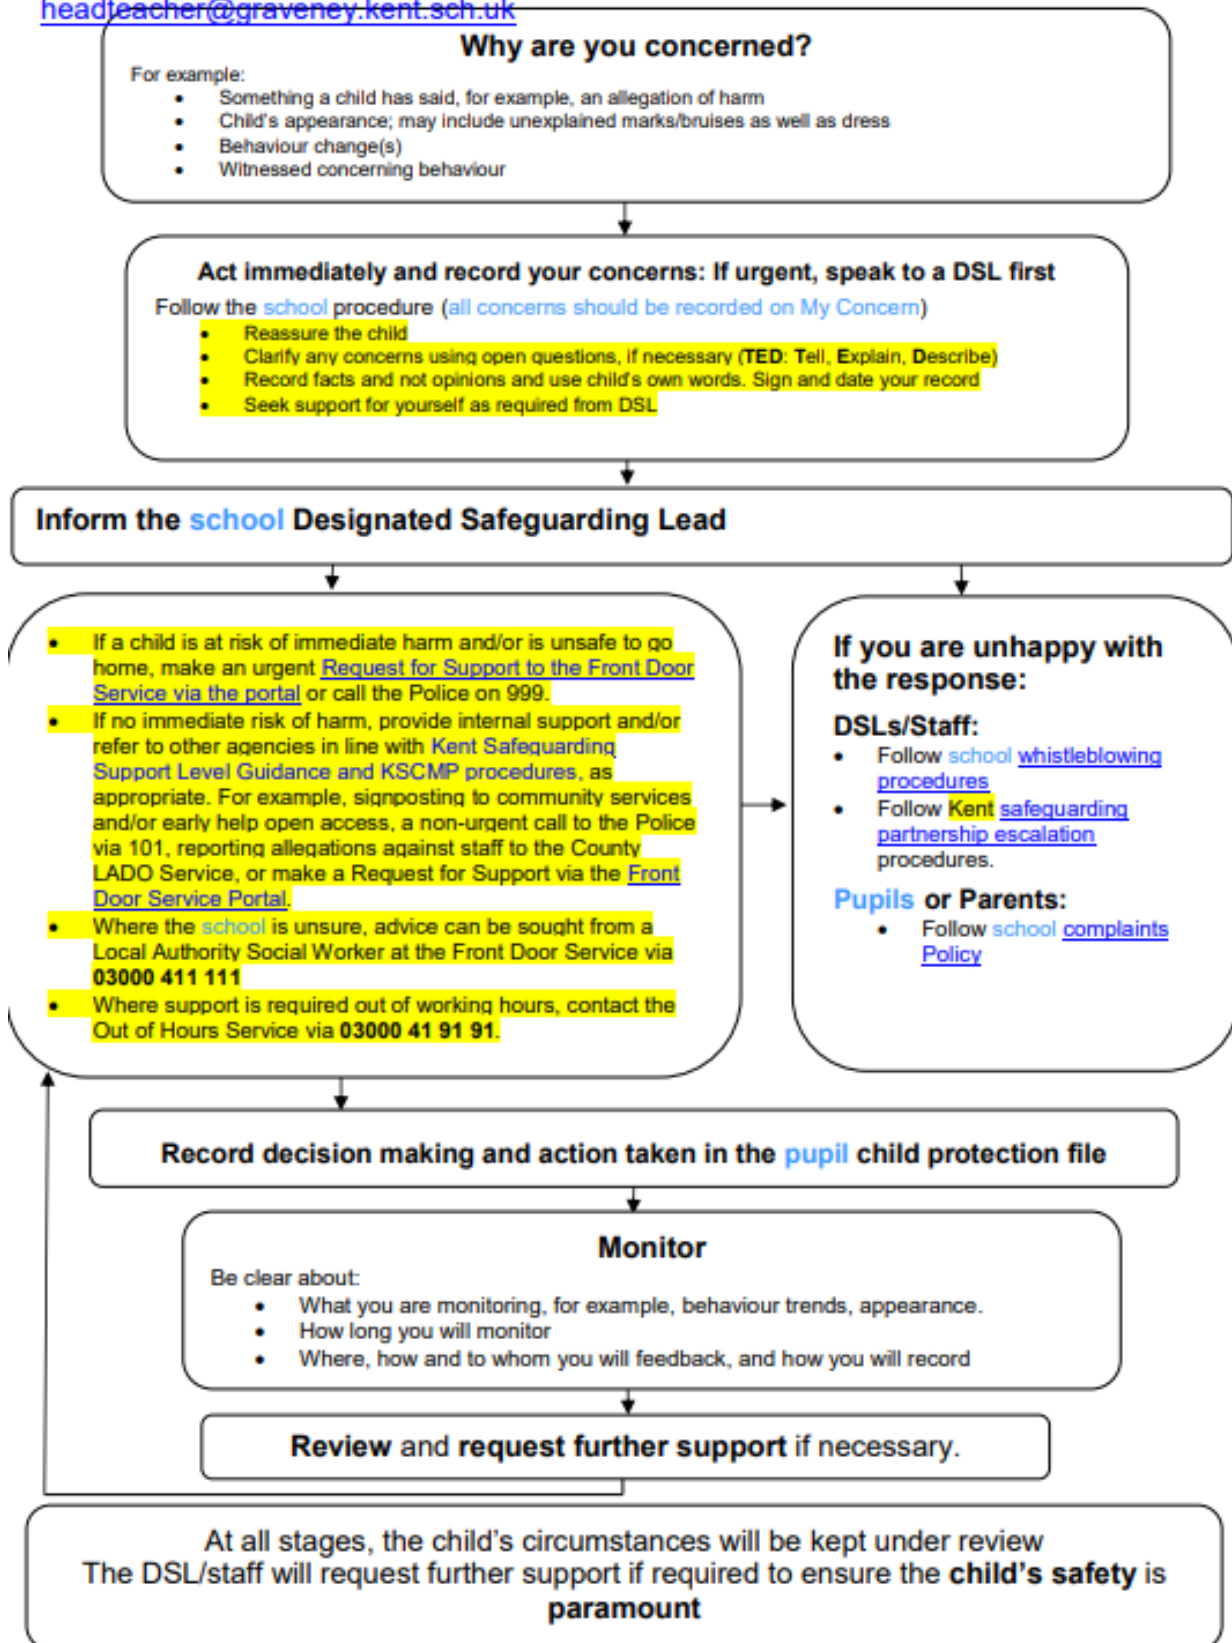 headteacher@graveney.kent.sch.uk
Why are you concerned?
For example:
• Something a child has said, for example, an allegation of harm
• Child's appearance; may include unexplained marks/bruises as well as dress
• Behaviour change(s)
• Witnessed concerning behaviour
Act immediately and record your concerns: If urgent, speak to a DSL first
Follow the school procedure (all concerns should be recorded on My Concern)
• Reassure the child
• Clarify any concerns using open questions, if necessary (TED: Tell, Explain, Describe)
• Record facts and not opinions and use child's own words. Sign and date your record
• Seek support for yourself as required from DSL
Inform the school Designated Safeguarding Lead
• If a child is at risk of immediate harm and/or is unsafe to go
home, make an urgent Request for Support to the Front Door
Service via the portal or call the Police on 999.
• If no immediate risk of harm, provide internal support and/or
refer to other agencies in line with Kent Safeguarding
Support Level Guidance and KSCMP procedures, as
appropriate. For example, signposting to community services
and/or early help open access, a non-urgent call to the Police
via 101, reporting allegations against staff to the County
LADO Service, or make a Request for Support via the Front
Door Service Portal.
• Where the school is unsure, advice can be sought from a
Local Authority Social Worker at the Front Door Service via
03000 411 111
• Where support is required out of working hours, contact the
Out of Hours Service via 03000 41 91 91.
If you are unhappy with
the response:
DSLs/Staff:
• Follow school whistleblowing
procedures
• Follow Kent safeguarding
partnership escalation
procedures.
Pupils or Parents:
• Follow school complaints
Policy
Record decision making and action taken in the pupil child protection file
Monitor
Be clear about:
• What you are monitoring, for example, behaviour trends, appearance.
• How long you will monitor
• Where, how and to whom you will feedback, and how you will record
Review and request further support if necessary.
At all stages, the child's circumstances will be kept under review
The DSL/staff will request further support if required to ensure the child's safety is
paramount